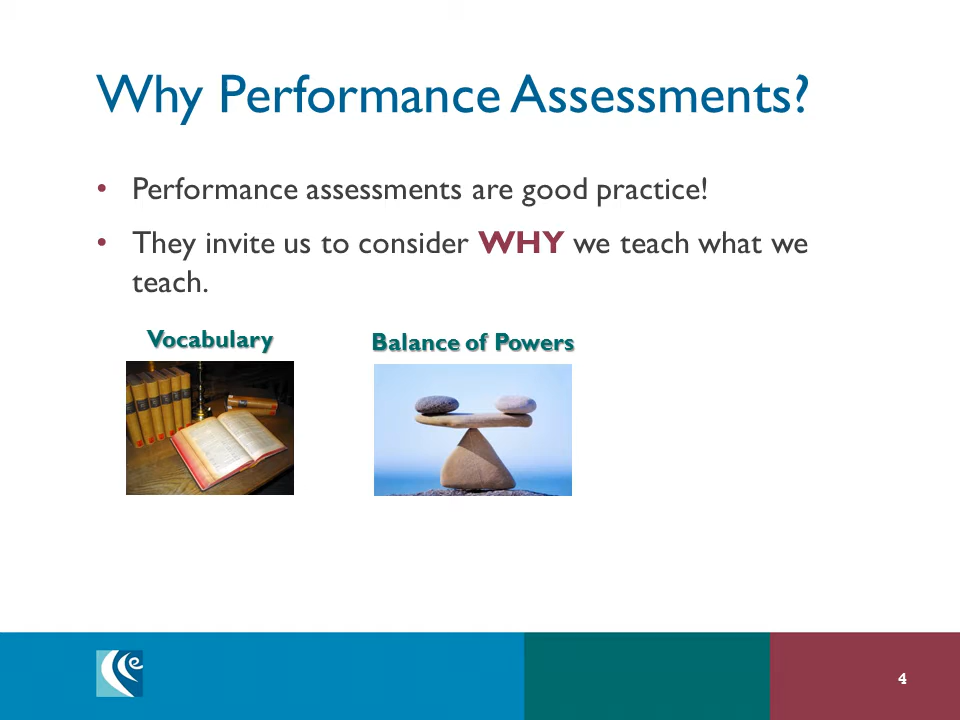 Why Performance Assessments?
• Performance assessments are good practice!
• They invite us to consider WHY we teach what we
teach.
Vocabulary
Balance of Powers
4